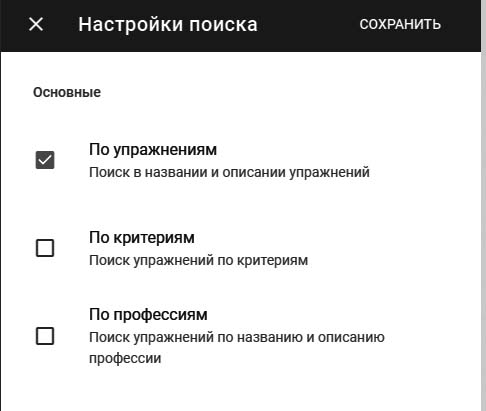 Настройки поиска СОХРАНИТЬ
Основные
По упражнениям
Поиск в названии и описании упражнений
По критериям
Поиск упражнений по критериям
По профессиям
Поиск упражнений по названию и описанию
профессии